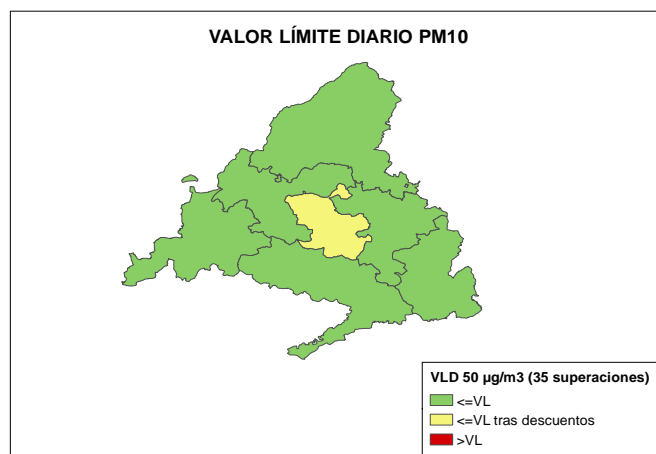 VALOR LÍMITE DIARIO PM10
VLD 50 µg/m3 (35 superaciones)
<=VL
<=VL tras descuentos
>VL